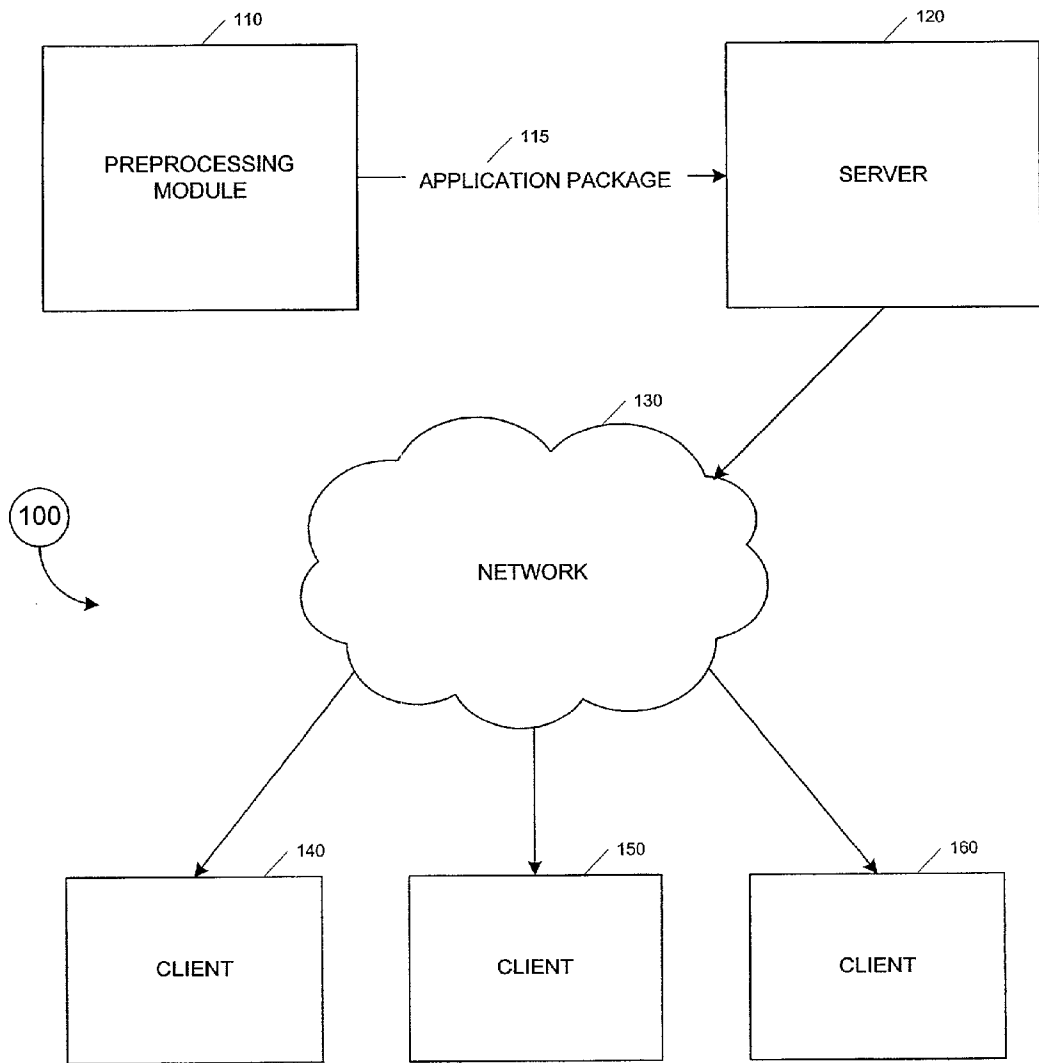 110
120
PREPROCESSING
MODULE
115
APPLICATION PACKAGE
SERVER
130
100
NETWORK
140
150
160
CLIENT
CLIENT
CLIENT